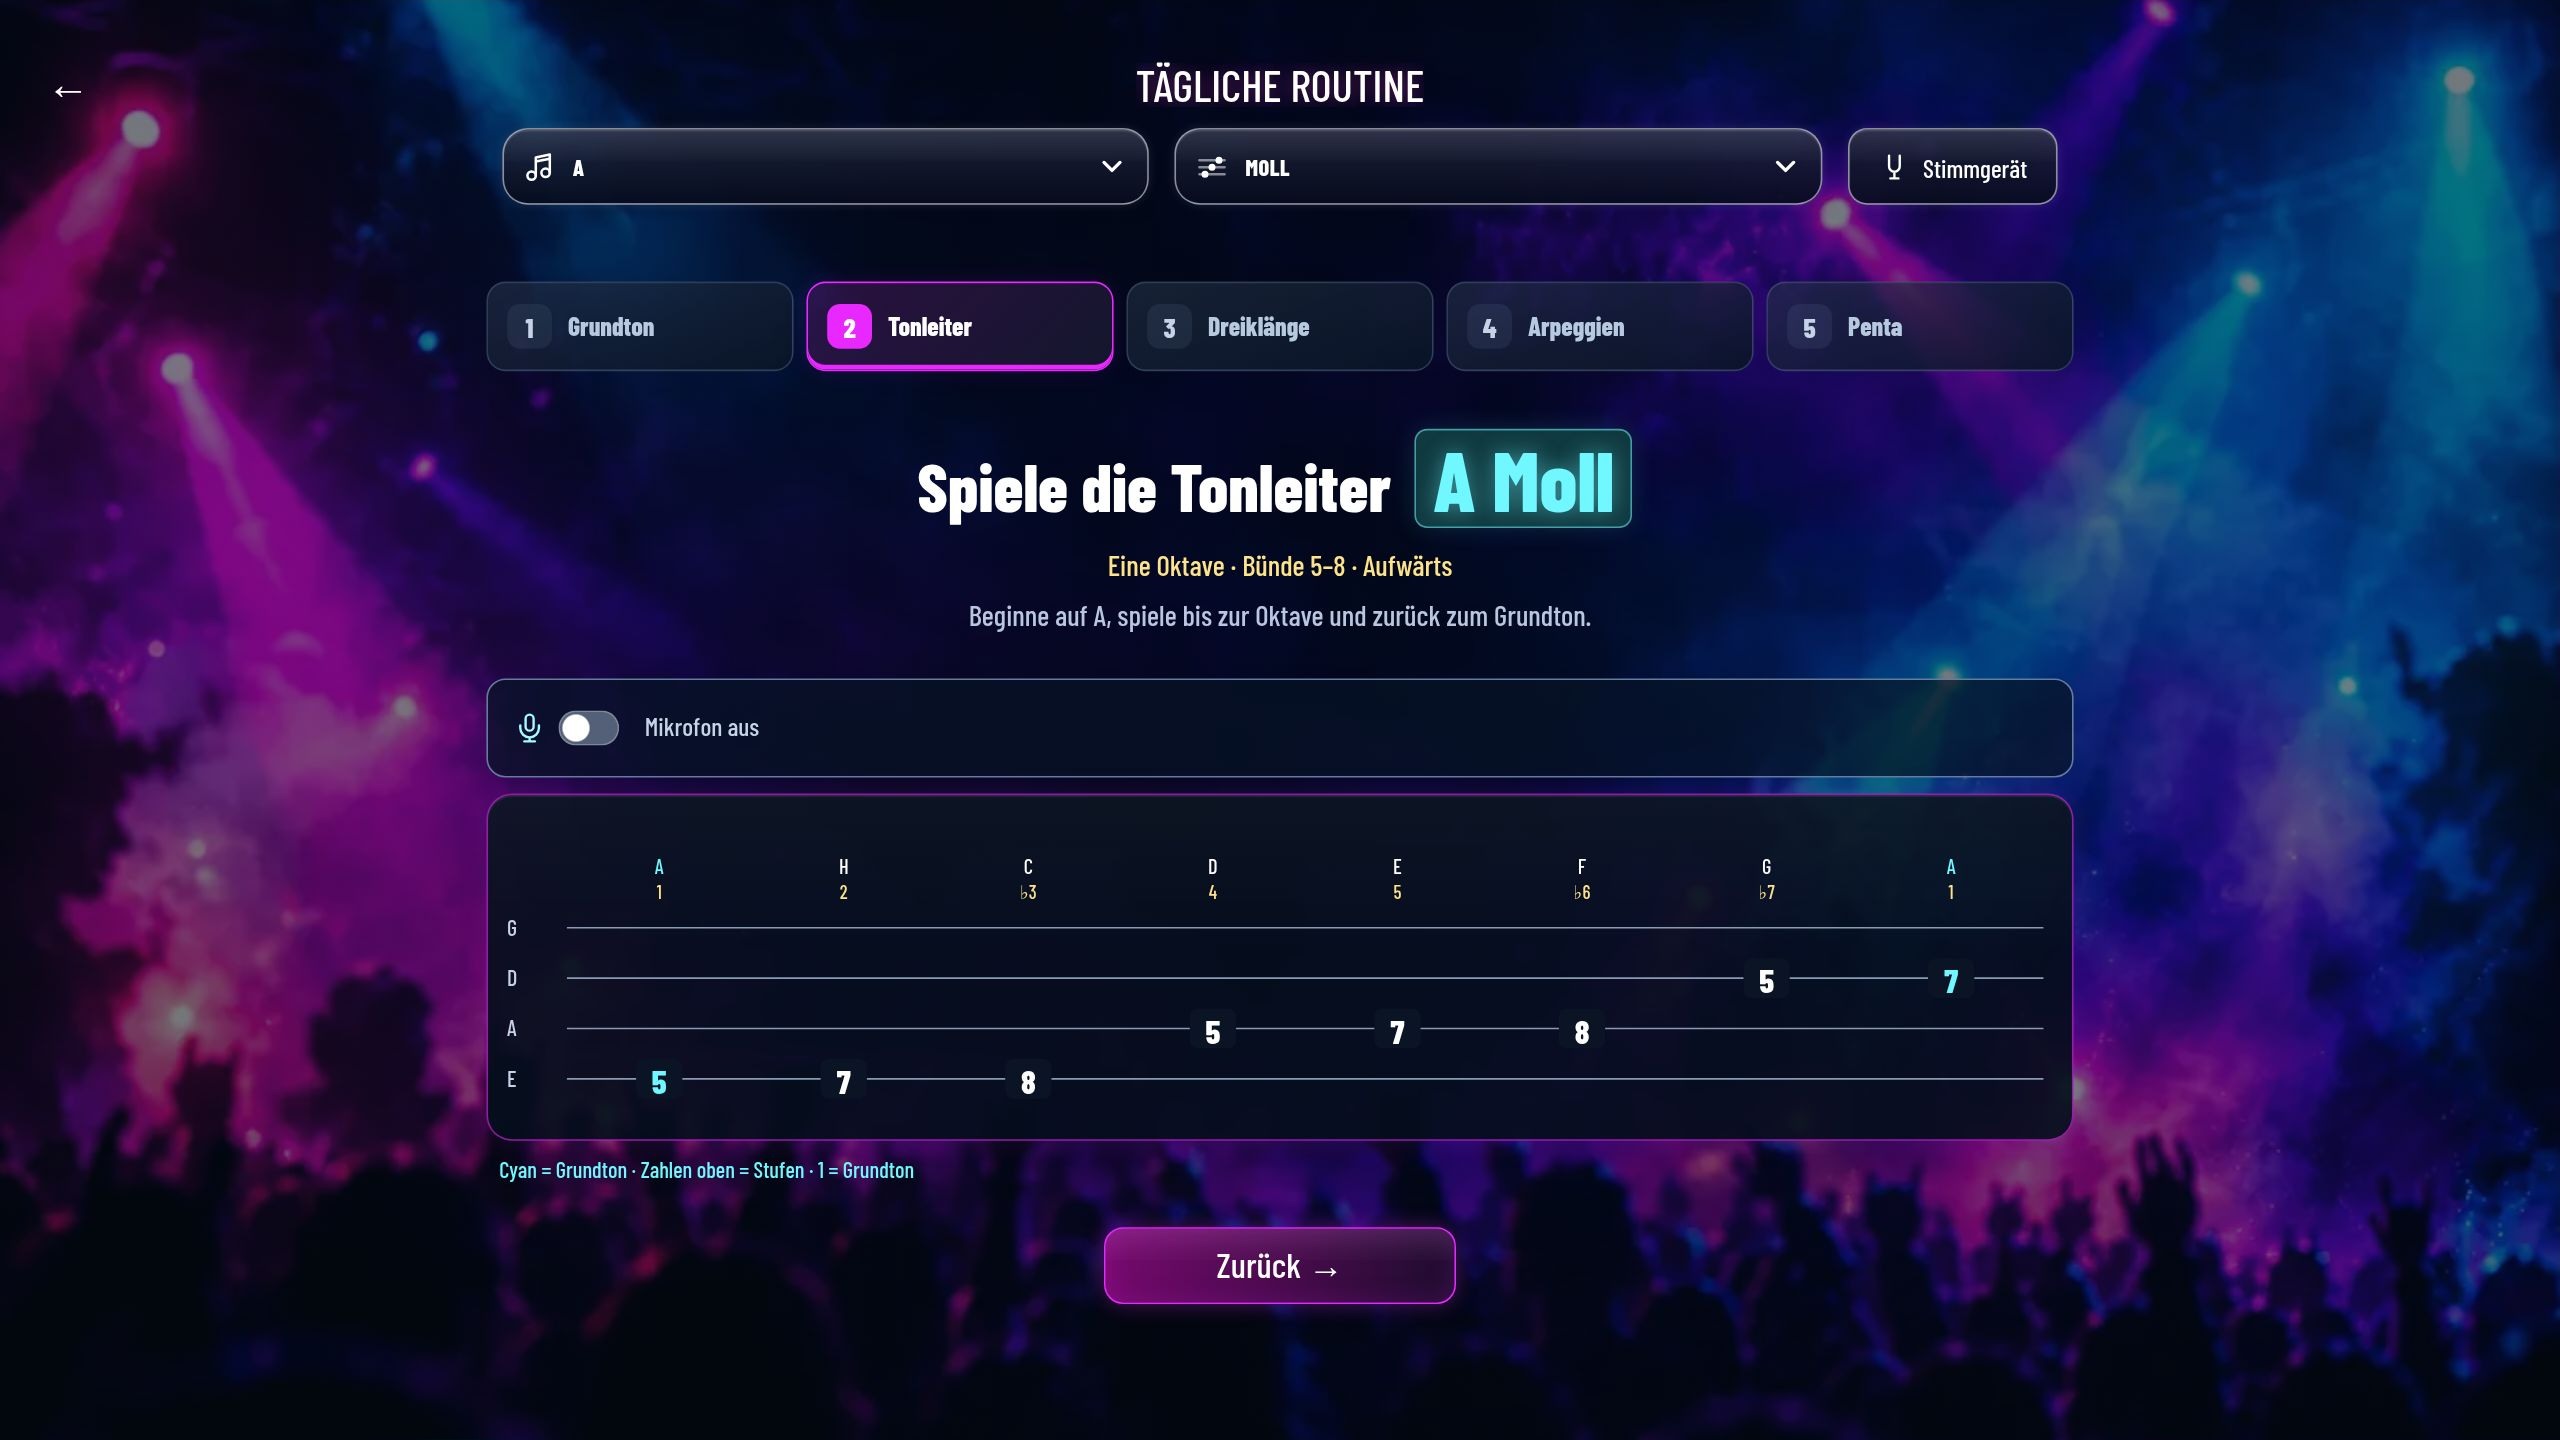 ←
TÄGLICHE ROUTINE
A
MOLL
Stimmgerät
1 Grundton
2 Tonleiter
3 Dreiklänge
4 Arpeggien
5 Penta
Spiele die Tonleiter A Moll
Eine Oktave · Bünde 5–8 · Aufwärts
Beginne auf A, spiele bis zur Oktave und zurück zum Grundton.
Mikrofon aus
A H C D E F G A
1 2 ♭3 4 5 ♭6 ♭7 1
G
D 5 7
A 5 7 8
E 5 7 8
Cyan = Grundton · Zahlen oben = Stufen · 1 = Grundton
Zurück →